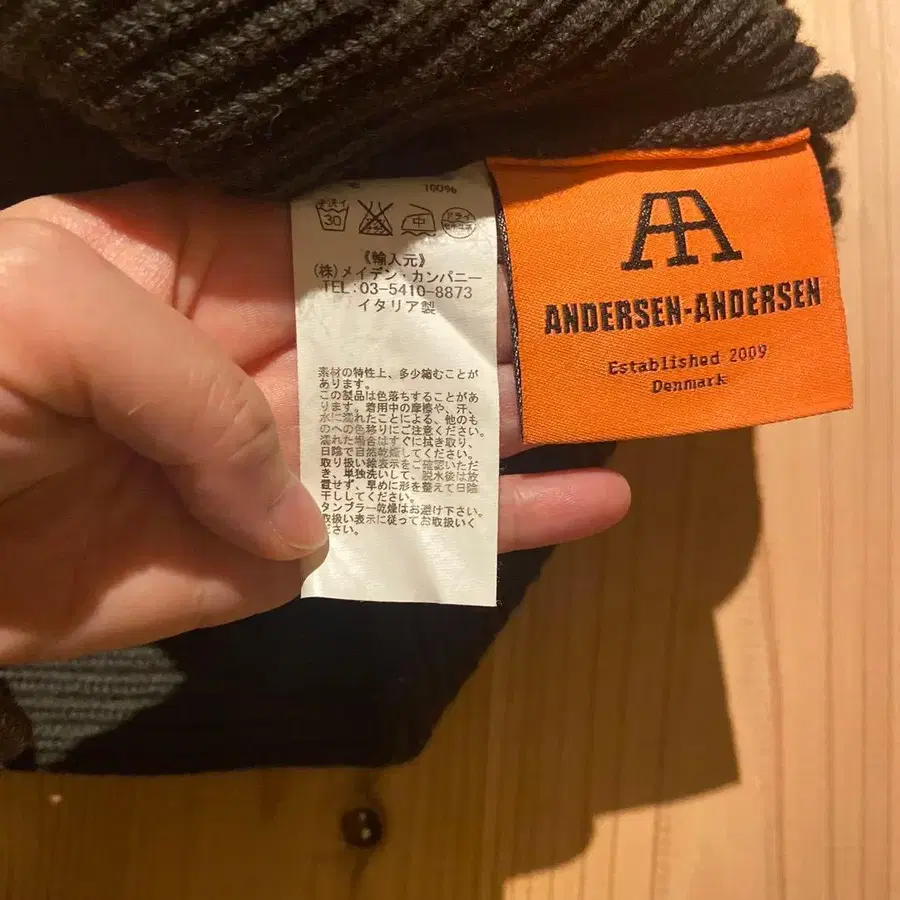 100%
手洗イ
30
中
アライ
《輸入元》
(株)メイデン・カンパニー
TEL:03-5410-8873
イタリア製
素材の特性上、多少縮むことが
あります。
この製品は色落ちすることがあ
ります。着用中の摩擦や、汗、
水に濡れたことによる、他のも
のへの色移りにご注意ください。
濡れた場合はすぐに拭き取り、
日陰で自然乾燥してください。
取り扱い絵表示をご確認いただ
き、単独洗いして、脱水後は放
置せず、早めに形を整えて日陰
干ししてください。
タンブラー乾燥はお避け下さい。
取扱い表示に従ってお取扱いく
ださい。
ANDERSEN-ANDERSEN
Established 2009
Denmark